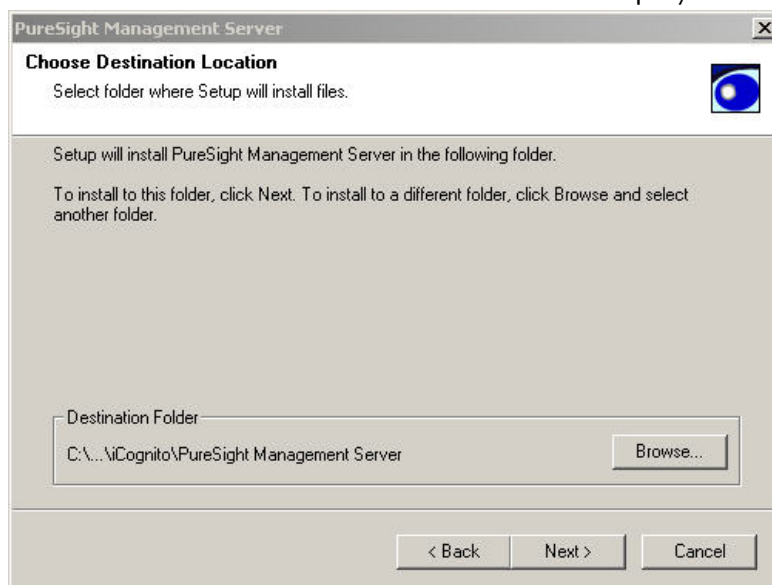 PureSight Management Server
Choose Destination Location
Select folder where Setup will install files.
Setup will install PureSight Management Server in the following folder.
To install to this folder, click Next. To install to a different folder, click Browse and select
another folder.
Destination Folder
C:\...\iCognito\PureSight Management Server
Browse...
< Back
Next >
Cancel